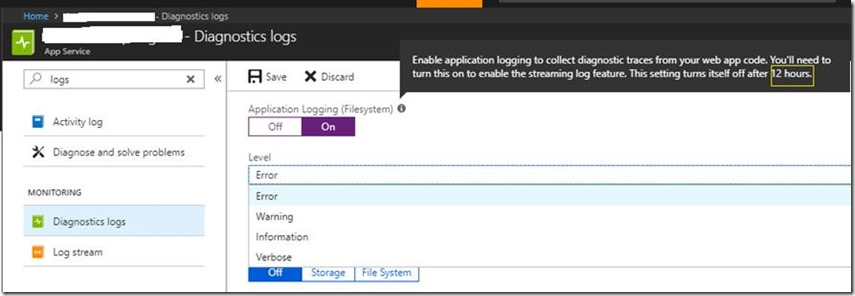 Home > - Diagnostics logs
- Diagnostics logs
App Service
Enable application logging to collect diagnostic traces from your web app code. You'll need to
turn this on to enable the streaming log feature. This setting turns itself off after 12 hours.
logs
Save Discard
Application Logging (Filesystem)
Off On
Activity log
Diagnose and solve problems
Level
Error
MONITORING
Error
Diagnostics logs
Warning
Information
Log stream
Verbose
Off Storage File System